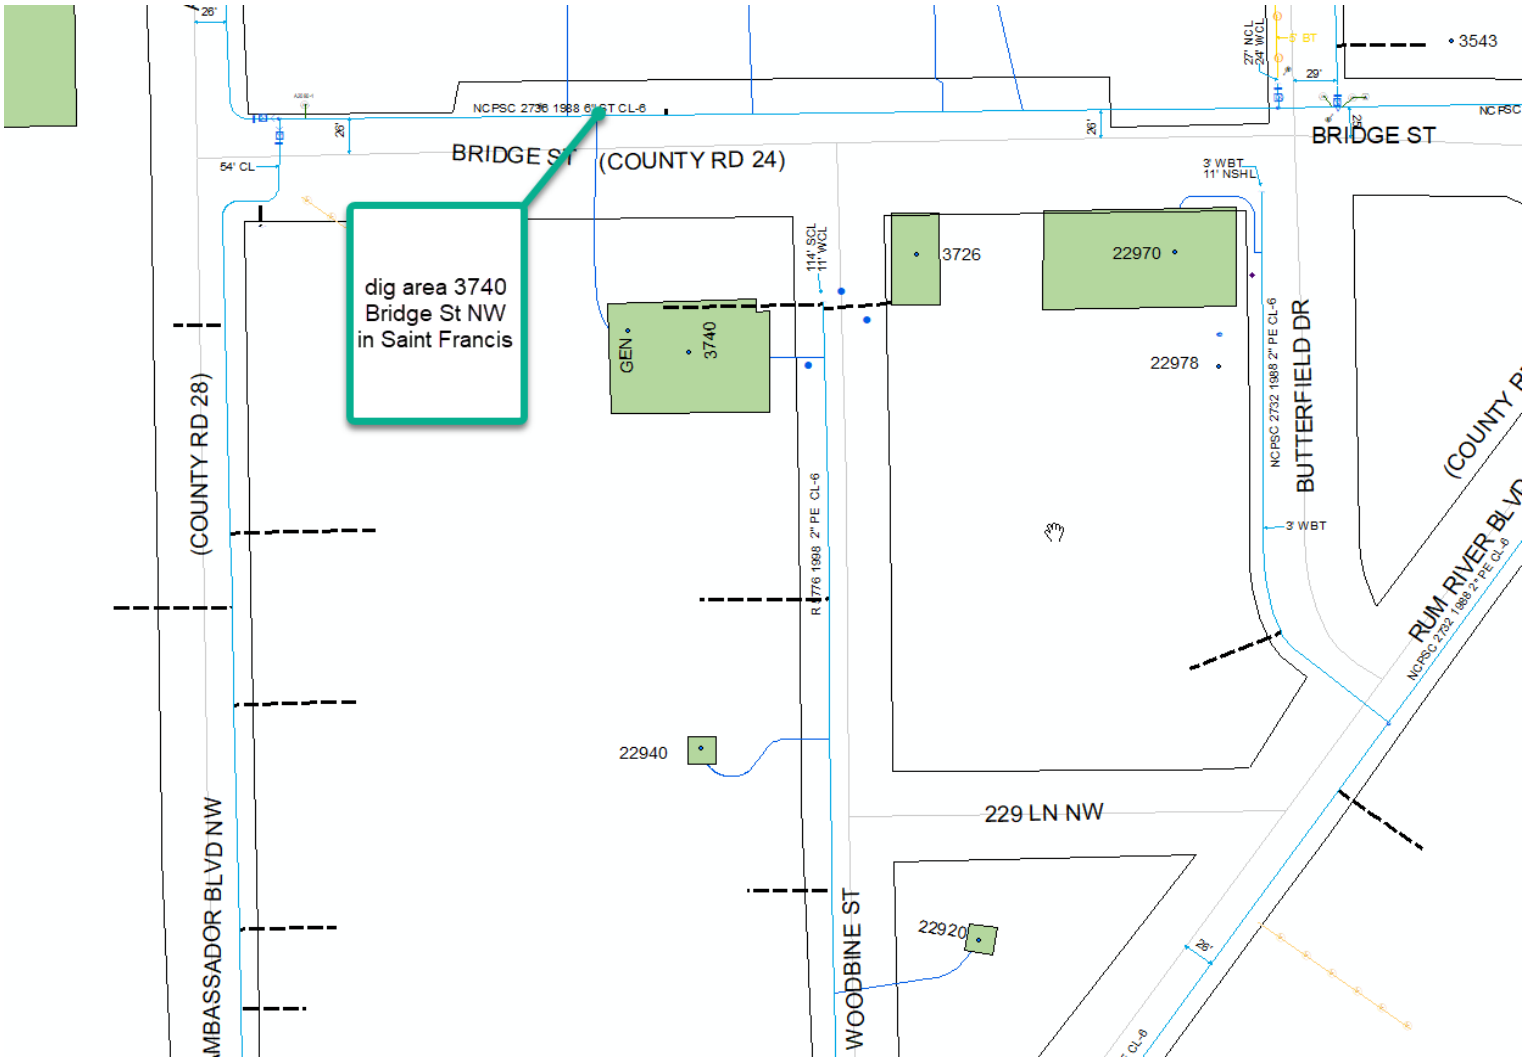 26'
27' NCL
24' WCL
5' BT
29'
3543
NCPSC 2736 1988 6" ST CL-6
26'
26'
25'
NCPSC
BRIDGE ST (COUNTY RD 24)
BRIDGE ST
54' CL
3' WBT
11' NSHL
dig area 3740
Bridge St NW
in Saint Francis
114' SCL
11' WCL
3726
22970
GEN
3740
22978
NCPSC 2732 1988 2" PE CL-6
BUTTERFIELD DR
(COUNTY RD 28)
(COUNTY R
R 1776 1998 2" PE CL-6
3' WBT
RUM RIVER BLVD
NCPSC 2732 1988 2" PE CL-6
22940
229 LN NW
AMBASSADOR BLVD NW
WOODBINE ST
22920
26'
E CL-6